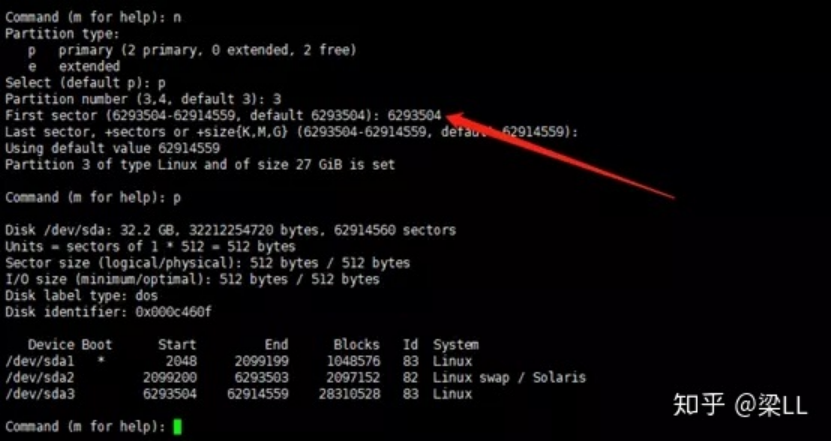 Command (m for help): n
Partition type:
   p   primary (2 primary, 0 extended, 2 free)
   e   extended
Select (default p): p
Partition number (3,4, default 3): 3
First sector (6293504-62914559, default 6293504): 6293504
Last sector, +sectors or +size{K,M,G} (6293504-62914559, default 62914559):
Using default value 62914559
Partition 3 of type Linux and of size 27 GiB is set
Command (m for help): p
Disk /dev/sda: 32.2 GB, 32212254720 bytes, 62914560 sectors
Units = sectors of 1 * 512 = 512 bytes
Sector size (logical/physical): 512 bytes / 512 bytes
I/O size (minimum/optimal): 512 bytes / 512 bytes
Disk label type: dos
Disk identifier: 0x000c460f
   Device Boot      Start         End      Blocks   Id  System
/dev/sda1   *        2048     2099199     1048576   83  Linux
/dev/sda2         2099200     6293503     2097152   82  Linux swap / Solaris
/dev/sda3         6293504    62914559    28310528   83  Linux
Command (m for help):
知乎 @梁LL